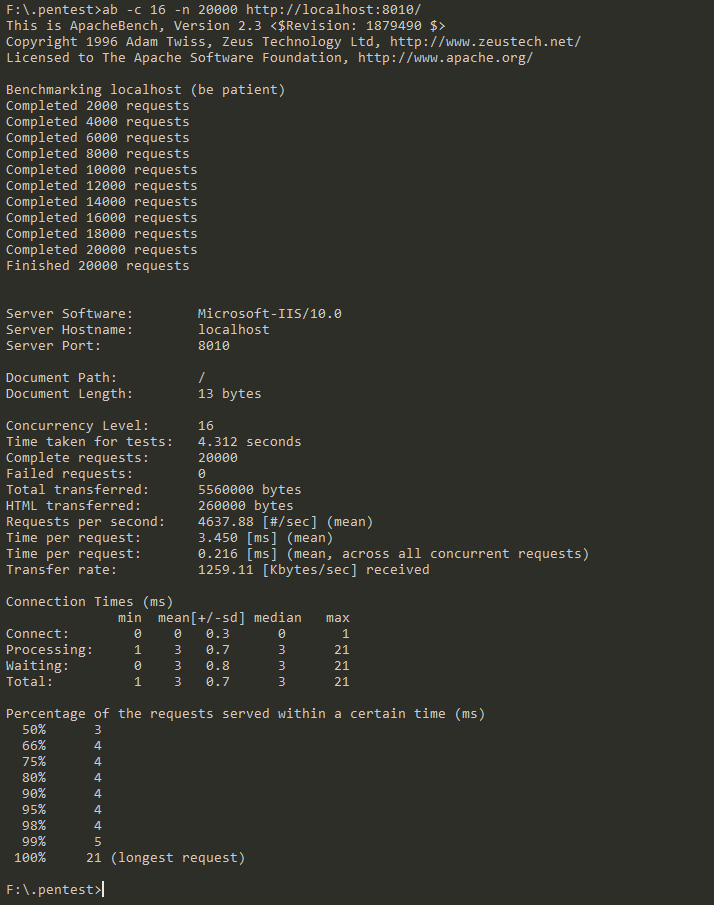 F:\.pentest>ab -c 16 -n 20000 http://localhost:8010/
This is ApacheBench, Version 2.3 <$Revision: 1879490 $>
Copyright 1996 Adam Twiss, Zeus Technology Ltd, http://www.zeustech.net/
Licensed to The Apache Software Foundation, http://www.apache.org/

Benchmarking localhost (be patient)
Completed 2000 requests
Completed 4000 requests
Completed 6000 requests
Completed 8000 requests
Completed 10000 requests
Completed 12000 requests
Completed 14000 requests
Completed 16000 requests
Completed 18000 requests
Completed 20000 requests
Finished 20000 requests


Server Software:        Microsoft-IIS/10.0
Server Hostname:        localhost
Server Port:            8010

Document Path:          /
Document Length:        13 bytes

Concurrency Level:      16
Time taken for tests:   4.312 seconds
Complete requests:      20000
Failed requests:        0
Total transferred:      5560000 bytes
HTML transferred:       260000 bytes
Requests per second:    4637.88 [#/sec] (mean)
Time per request:       3.450 [ms] (mean)
Time per request:       0.216 [ms] (mean, across all concurrent requests)
Transfer rate:          1259.11 [Kbytes/sec] received

Connection Times (ms)
              min  mean[+/-sd] median   max
Connect:        0    0   0.3      0       1
Processing:     1    3   0.7      3      21
Waiting:        0    3   0.8      3      21
Total:          1    3   0.7      3      21

Percentage of the requests served within a certain time (ms)
  50%      3
  66%      4
  75%      4
  80%      4
  90%      4
  95%      4
  98%      4
  99%      5
 100%     21 (longest request)

F:\.pentest>